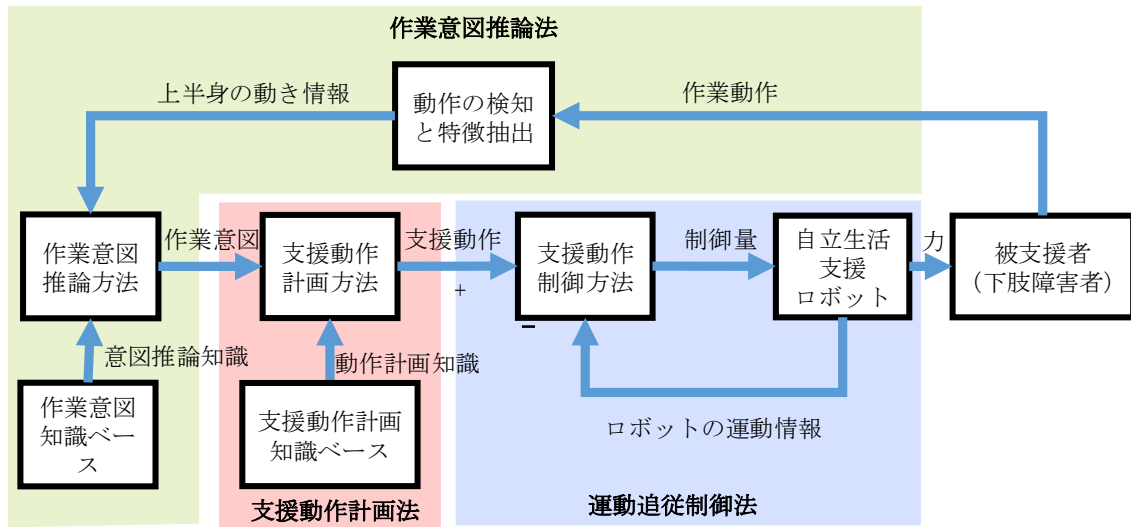 作業意図推論法
上半身の動き情報
動作の検知
と特徴抽出
作業動作
作業意図
推論方法
作業意図
支援動作
計画方法
支援動作
+
−
支援動作
制御方法
制御量
自立生活
支援
ロボット
力
被支援者
（下肢障害者）
意図推論知識
動作計画知識
作業意図
知識ベー
ス
支援動作計画
知識ベース
ロボットの運動情報
支援動作計画法
運動追従制御法